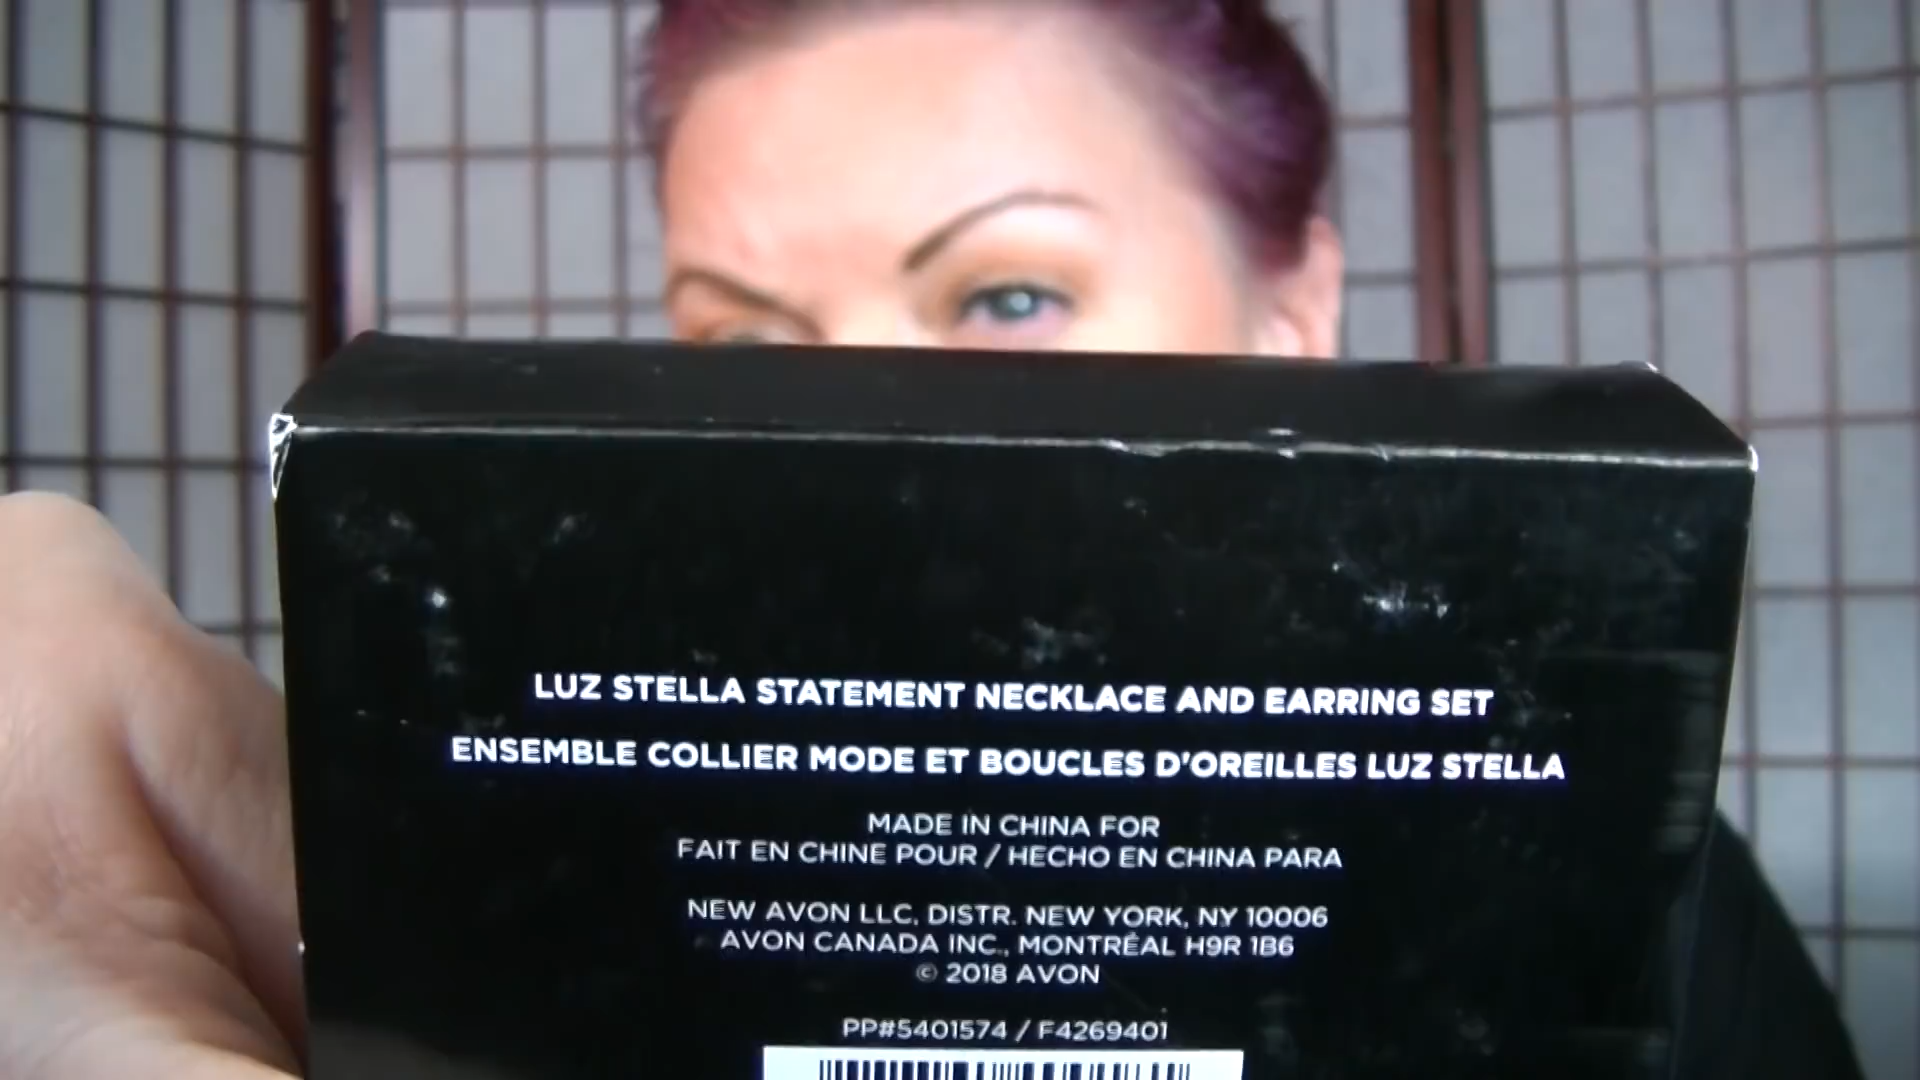 LUZ STELLA STATEMENT NECKLACE AND EARRING SET
ENSEMBLE COLLIER MODE ET BOUCLES D'OREILLES LUZ STELLA
MADE IN CHINA FOR
FAIT EN CHINE POUR / HECHO EN CHINA PARA
NEW AVON LLC, DISTR. NEW YORK, NY 10006
AVON CANADA INC., MONTRÉAL H9R 1B6
© 2018 AVON
PP#5401574 / F4269401